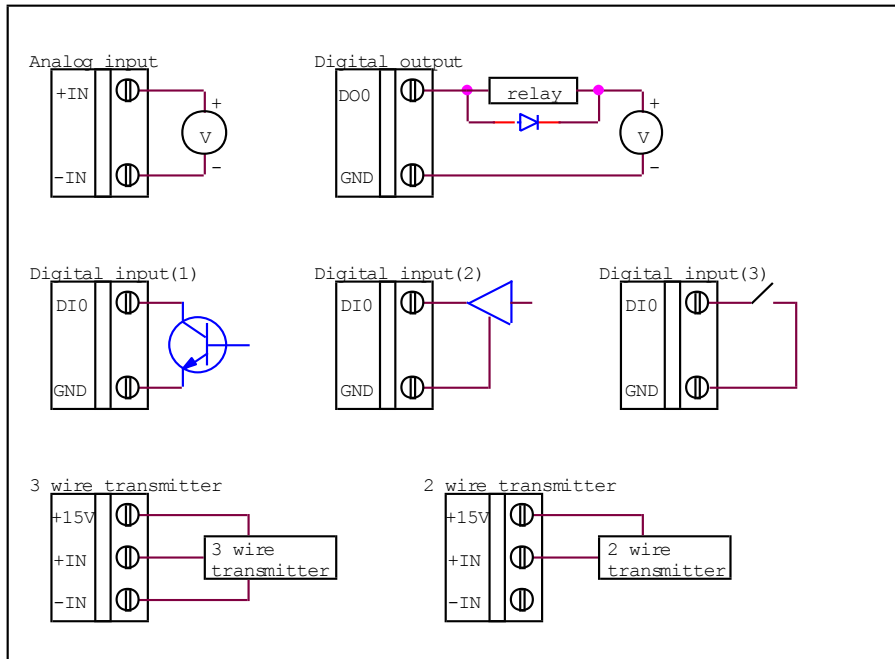 Analog input
+IN
+
V
-IN
-
Digital output
DO0
relay
+
V
GND
-
Digital input(1)
DI0
GND
Digital input(2)
DI0
GND
Digital input(3)
DI0
GND
3 wire transmitter
+15V
+IN
3 wire
transmitter
-IN
2 wire transmitter
+15V
+IN
2 wire
transmitter
-IN